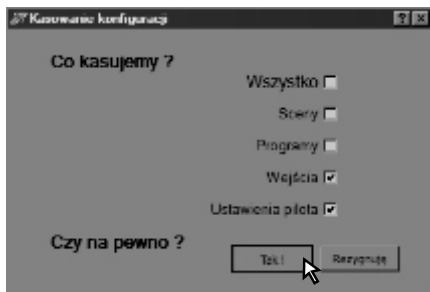 Kasowanie konfiguracji
Co kasujemy ?
Wszystko
Sceny
Programy
Wejścia
Ustawienia pilota
Czy na pewno ?
Tak ! Rezygnuję